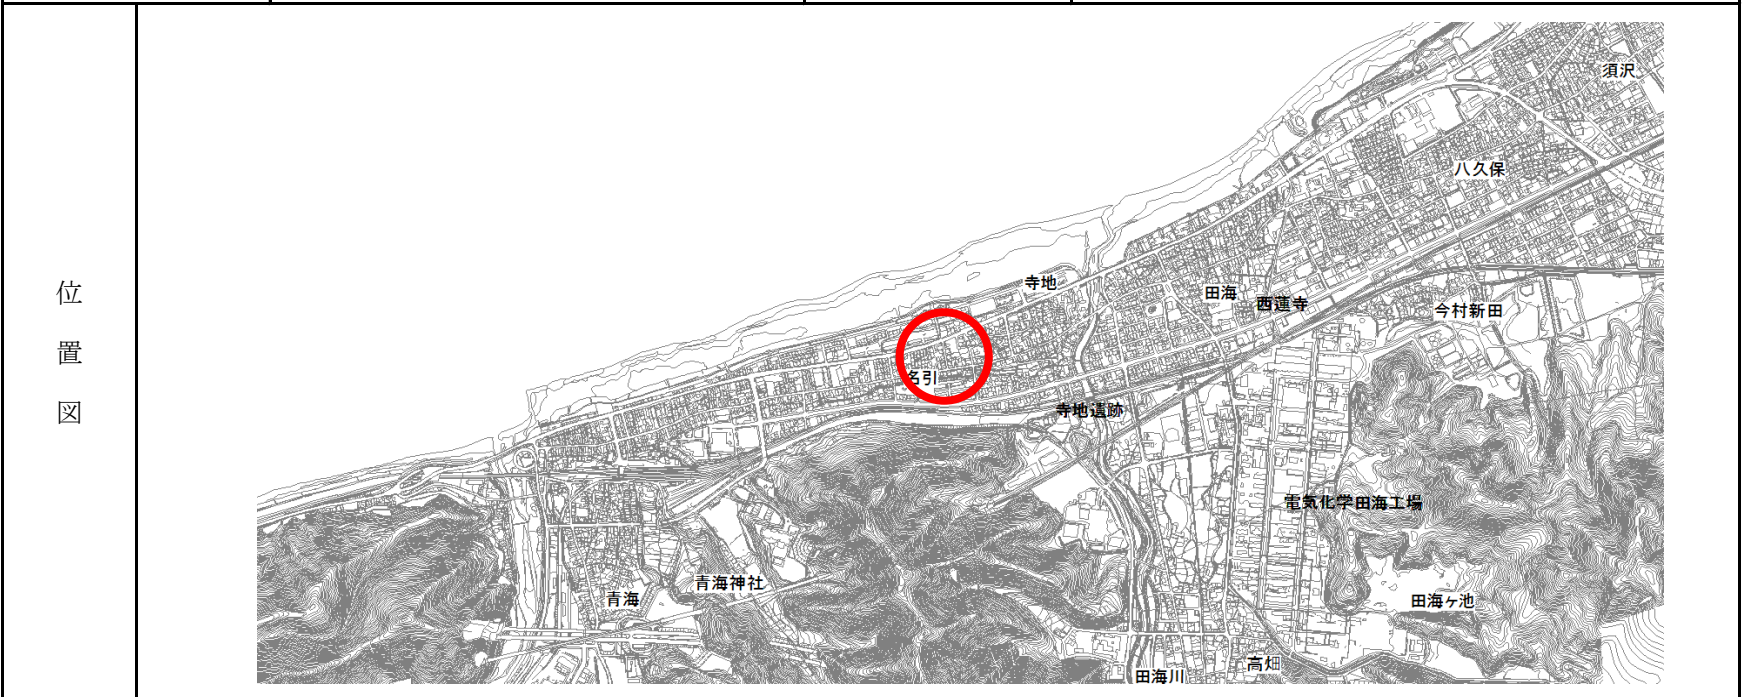 位
置
図
須沢
八久保
寺地
田海
西蓮寺
今村新田
名引
寺地遺跡
電気化学田海工場
青海神社
青海
田海ヶ池
高畑
田海川